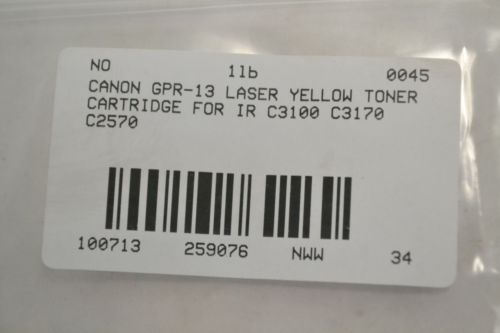 NO 1lb 0045
CANON GPR-13 LASER YELLOW TONER
CARTRIDGE FOR IR C3100 C3170
C2570
100713 259076 NWW 34